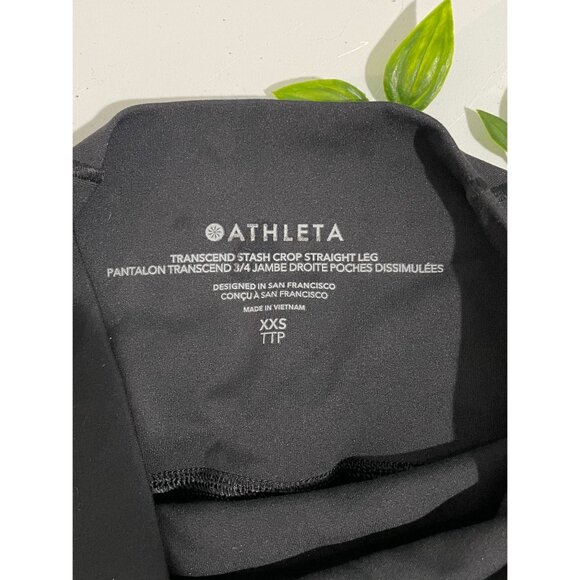 ATHLETA
TRANSCEND STASH CROP STRAIGHT LEG
PANTALON TRANSCEND 3/4 JAMBE DROITE POCHES DISSIMULÉES
DESIGNED IN SAN FRANCISCO
CONÇU À SAN FRANCISCO
MADE IN VIETNAM
XXS
TTP